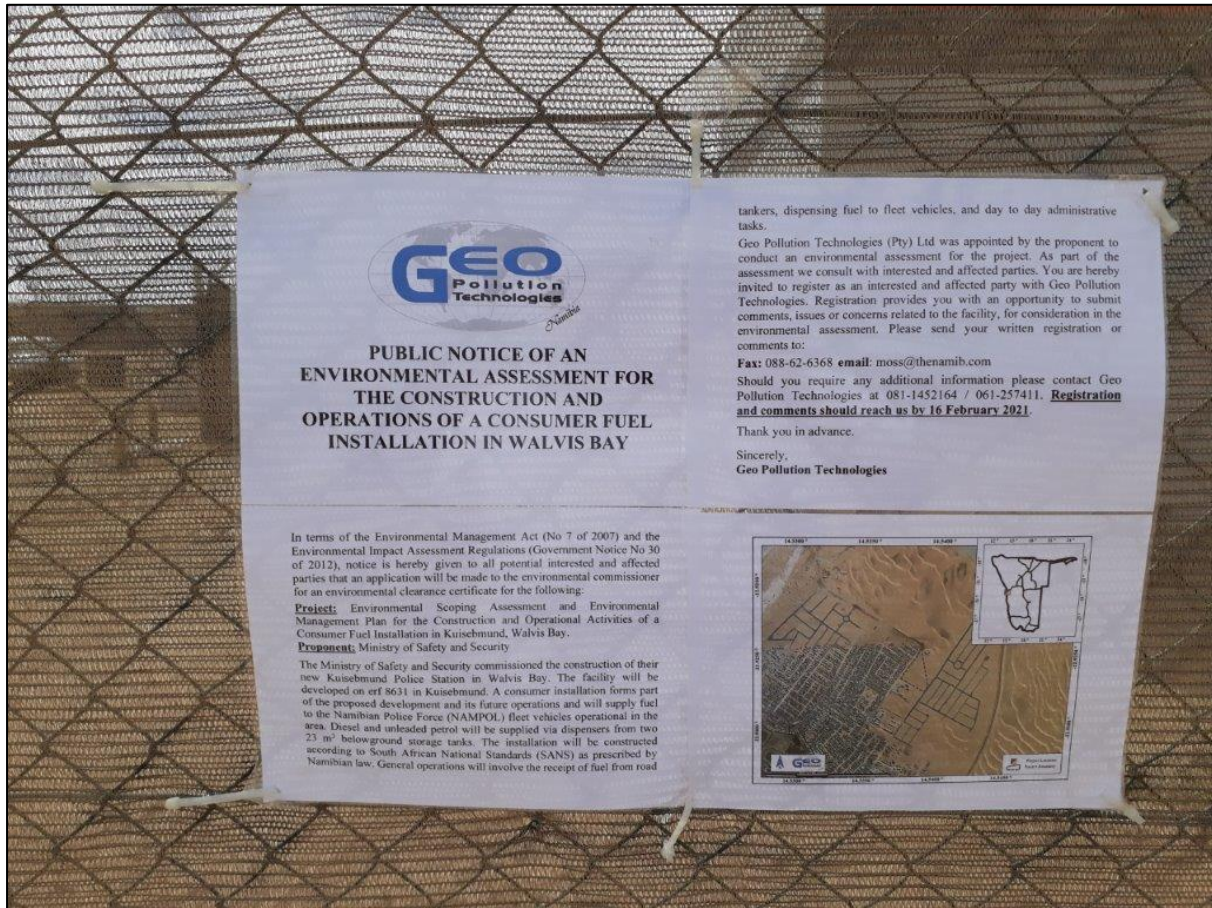 GEO
Pollution
Technologies
Namibia
PUBLIC NOTICE OF AN
ENVIRONMENTAL ASSESSMENT FOR
THE CONSTRUCTION AND
OPERATIONS OF A CONSUMER FUEL
INSTALLATION IN WALVIS BAY
In terms of the Environmental Management Act (No 7 of 2007) and the
Environmental Impact Assessment Regulations (Government Notice No 30
of 2012), notice is hereby given to all potential interested and affected
parties that an application will be made to the environmental commissioner
for an environmental clearance certificate for the following:
Project: Environmental Scoping Assessment and Environmental
Management Plan for the Construction and Operational Activities of a
Consumer Fuel Installation in Kuisebmund, Walvis Bay.
Proponent: Ministry of Safety and Security
The Ministry of Safety and Security commissioned the construction of their
new Kuisebmund Police Station in Walvis Bay. The facility will be
developed on erf 8631 in Kuisebmund. A consumer installation forms part
of the proposed development and its future operations and will supply fuel
to the Namibian Police Force (NAMPOL) fleet vehicles operational in the
area. Diesel and unleaded petrol will be supplied via dispensers from two
23 m³ belowground storage tanks. The installation will be constructed
according to South African National Standards (SANS) as prescribed by
Namibian law. General operations will involve the receipt of fuel from road
tankers, dispensing fuel to fleet vehicles, and day to day administrative
tasks.
Geo Pollution Technologies (Pty) Ltd was appointed by the proponent to
conduct an environmental assessment for the project. As part of the
assessment we consult with interested and affected parties. You are hereby
invited to register as an interested and affected party with Geo Pollution
Technologies. Registration provides you with an opportunity to submit
comments, issues or concerns related to the facility, for consideration in the
environmental assessment. Please send your written registration or
comments to:
Fax: 088-62-6368 email: moss@thenamib.com
Should you require any additional information please contact Geo
Pollution Technologies at 081-1452164 / 061-257411. Registration
and comments should reach us by 16 February 2021.
Thank you in advance.
Sincerely,
Geo Pollution Technologies
GEO